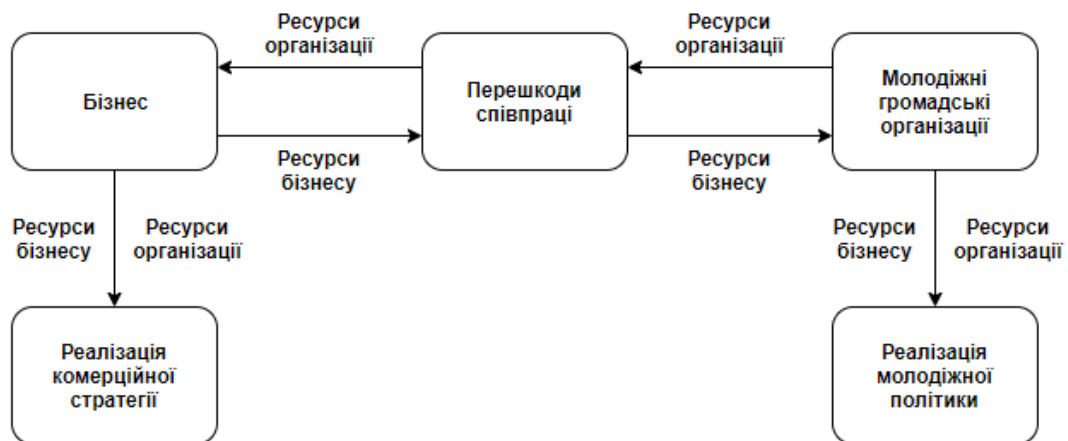 Ресурси
організації
Ресурси
організації
Бізнес
Перешкоди
співпраці
Молодіжні
громадські
організації
Ресурси
бізнесу
Ресурси
бізнесу
Ресурси
бізнесу
Ресурси
організації
Ресурси
бізнесу
Ресурси
організації
Реалізація
комерційної
стратегії
Реалізація
молодіжної
політики